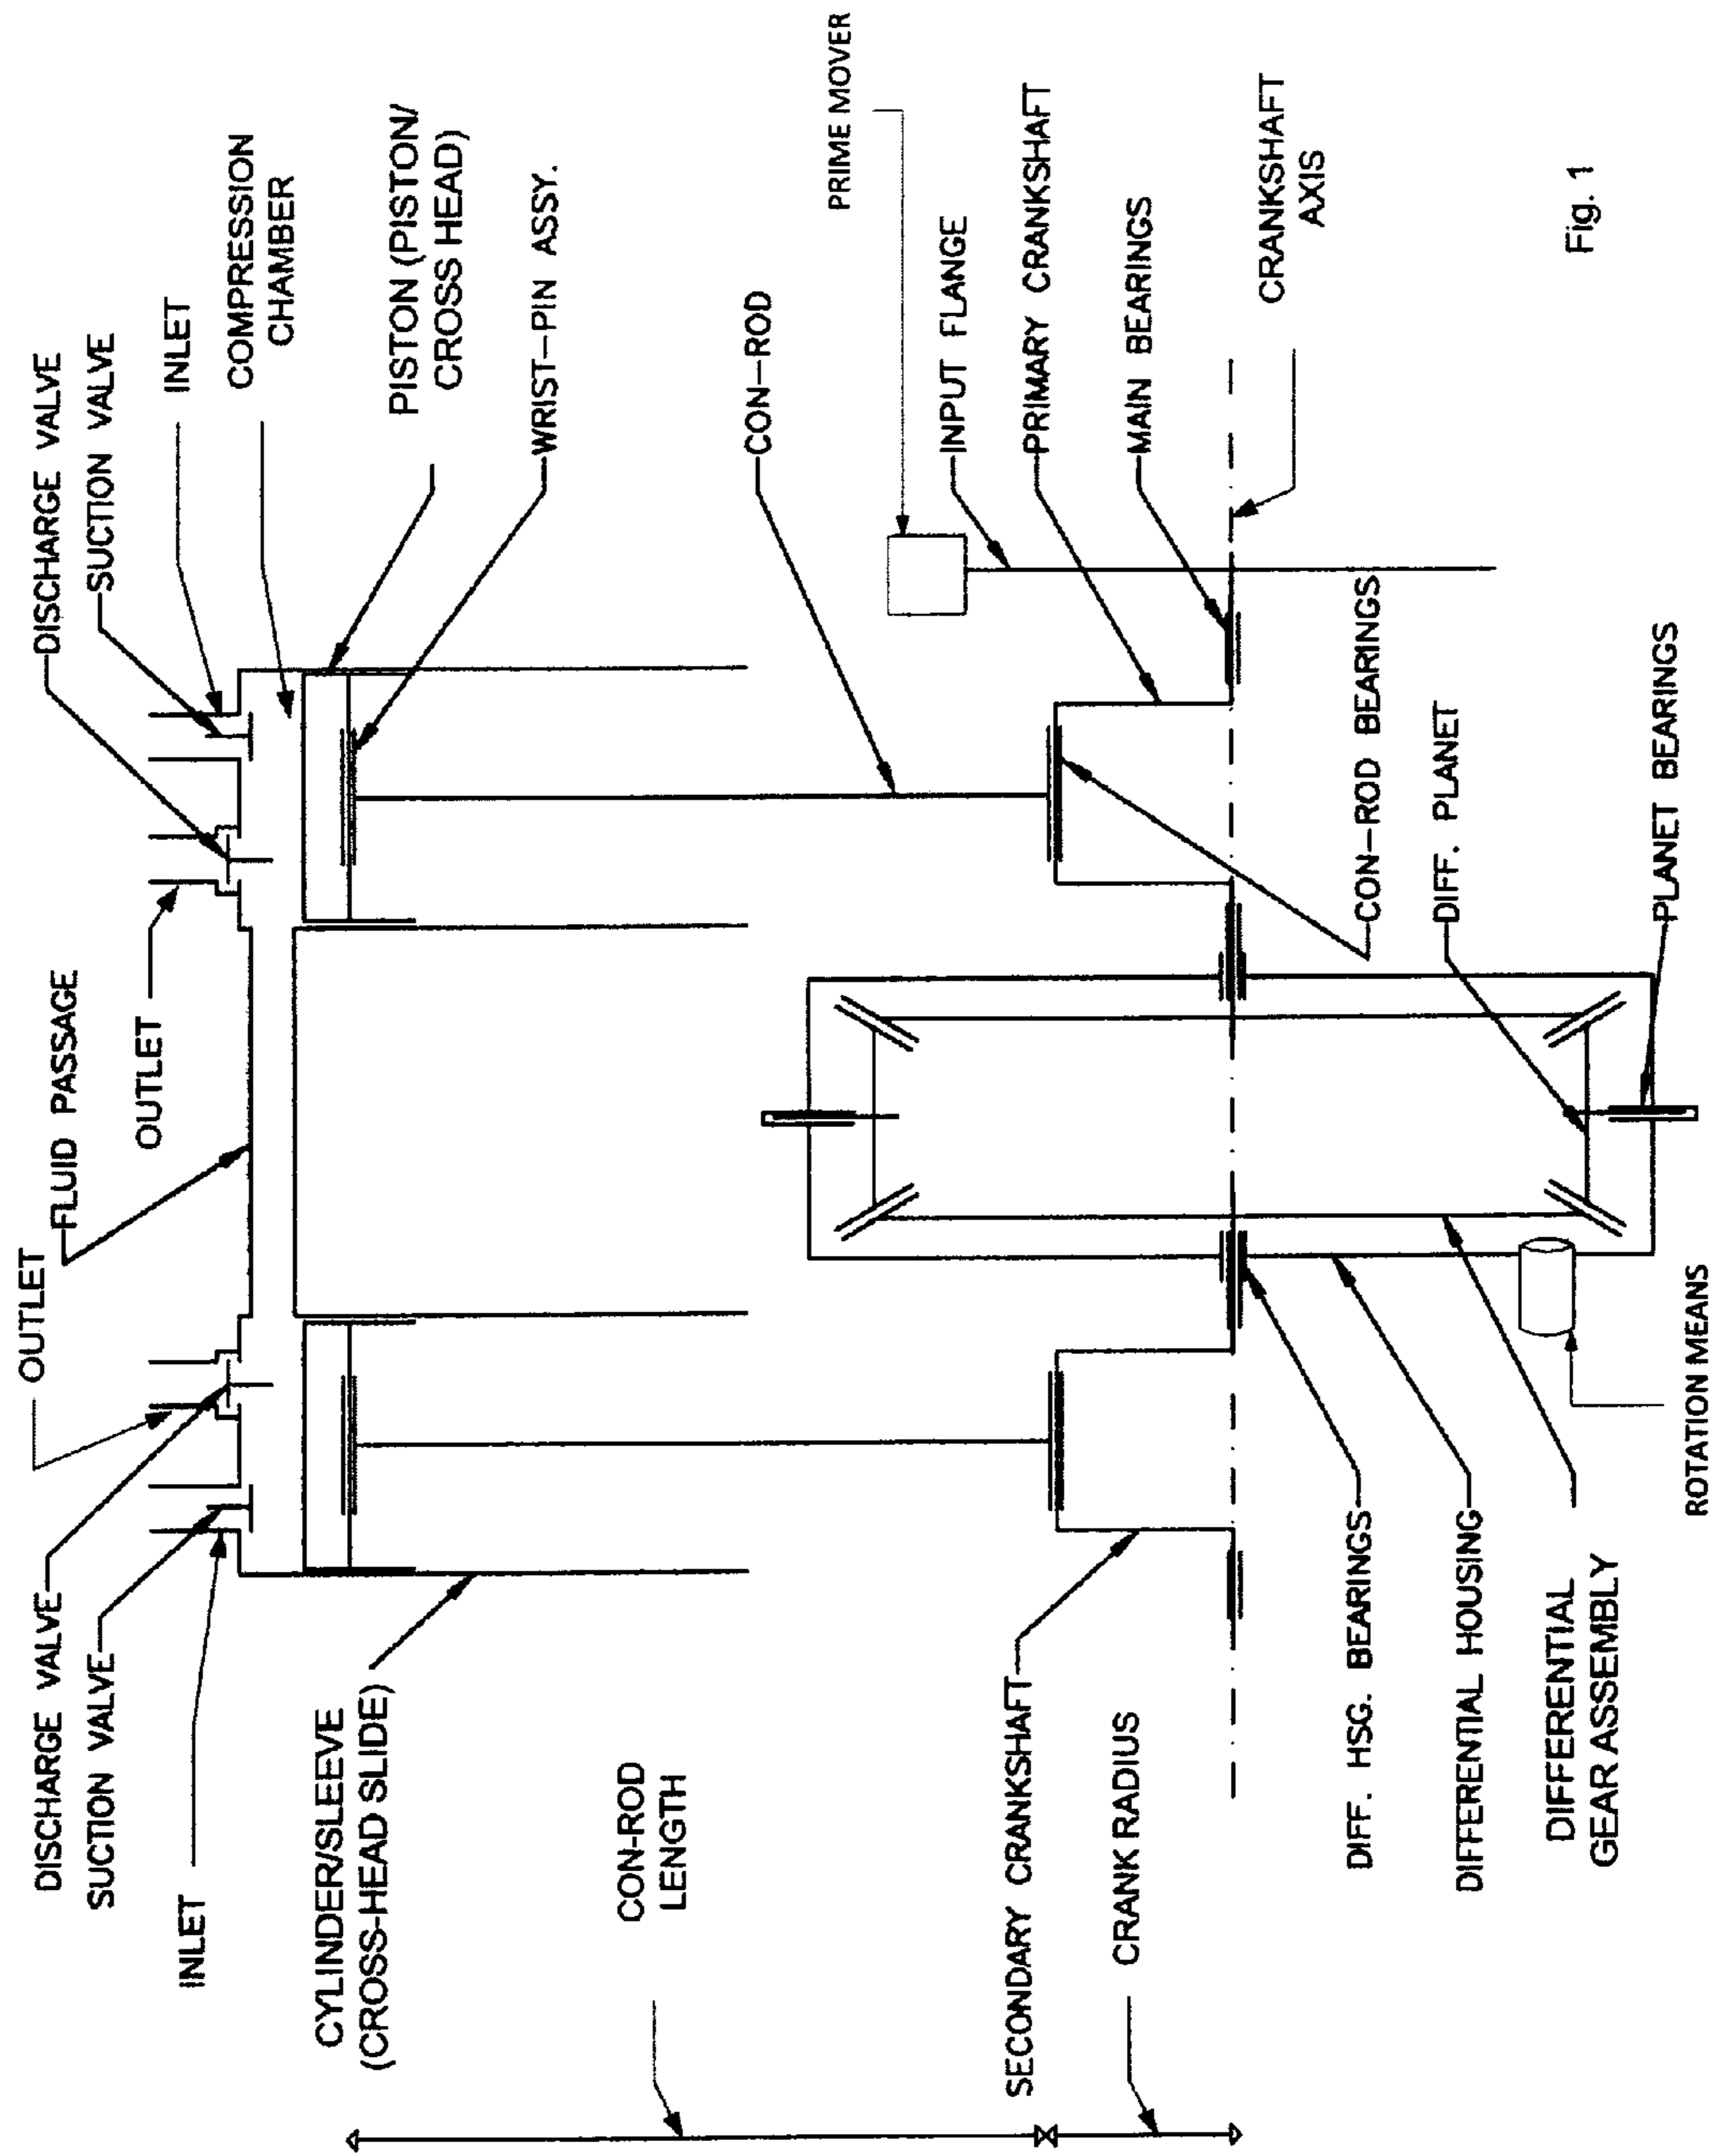 DISCHARGE VALVE
SUCTION VALVE
INLET
CYLINDER/SLEEVE
(CROSS-HEAD SLIDE)
CON-ROD
LENGTH
SECONDARY CRANKSHAFT
CRANK RADIUS
DIFF. HSG. BEARINGS
DIFFERENTIAL HOUSING
DIFFERENTIAL
GEAR ASSEMBLY
ROTATION MEANS
OUTLET
FLUID PASSAGE
OUTLET
DISCHARGE VALVE
SUCTION VALVE
INLET
COMPRESSION
CHAMBER
PISTON (PISTON/
CROSS HEAD)
WRIST-PIN ASSY.
CON-ROD
PRIME MOVER
INPUT FLANGE
PRIMARY CRANKSHAFT
MAIN BEARINGS
CRANKSHAFT
AXIS
CON-ROD BEARINGS
DIFF. PLANET
PLANET BEARINGS
Fig. 1